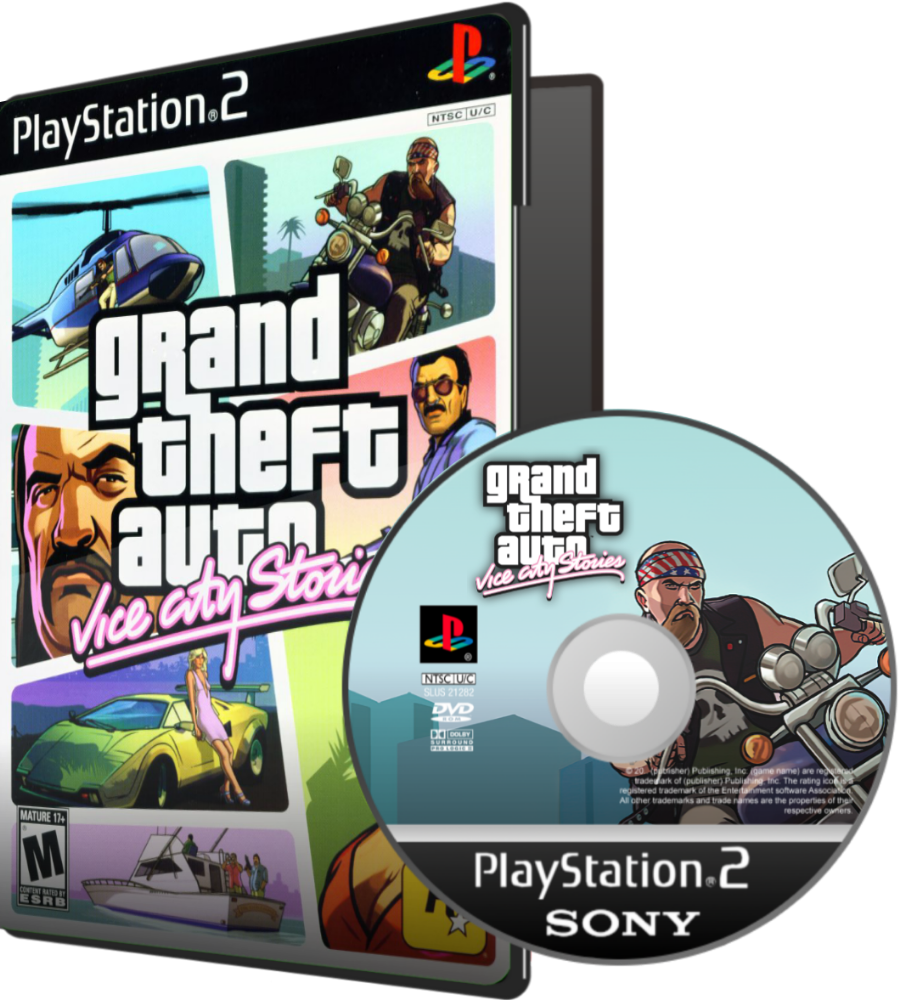 PlayStation®2
NTSC U/C
grand
theft
auto
Vice City Stories
MATURE 17+
M
CONTENT RATED BY
ESRB
R
grand
theft
auto™
Vice City Stories
NTSC U/C
SLUS 21282
DVD
ROM
DOLBY
SURROUND
PRO LOGIC II
(publisher) Publishing, Inc. (game name) are registered
trademark of (publisher) Publishing, Inc. The rating icon is a
registered trademark of the Entertainment software Association.
All other trademarks and trade names are the properties of their
respective owners.
PlayStation®2
SONY